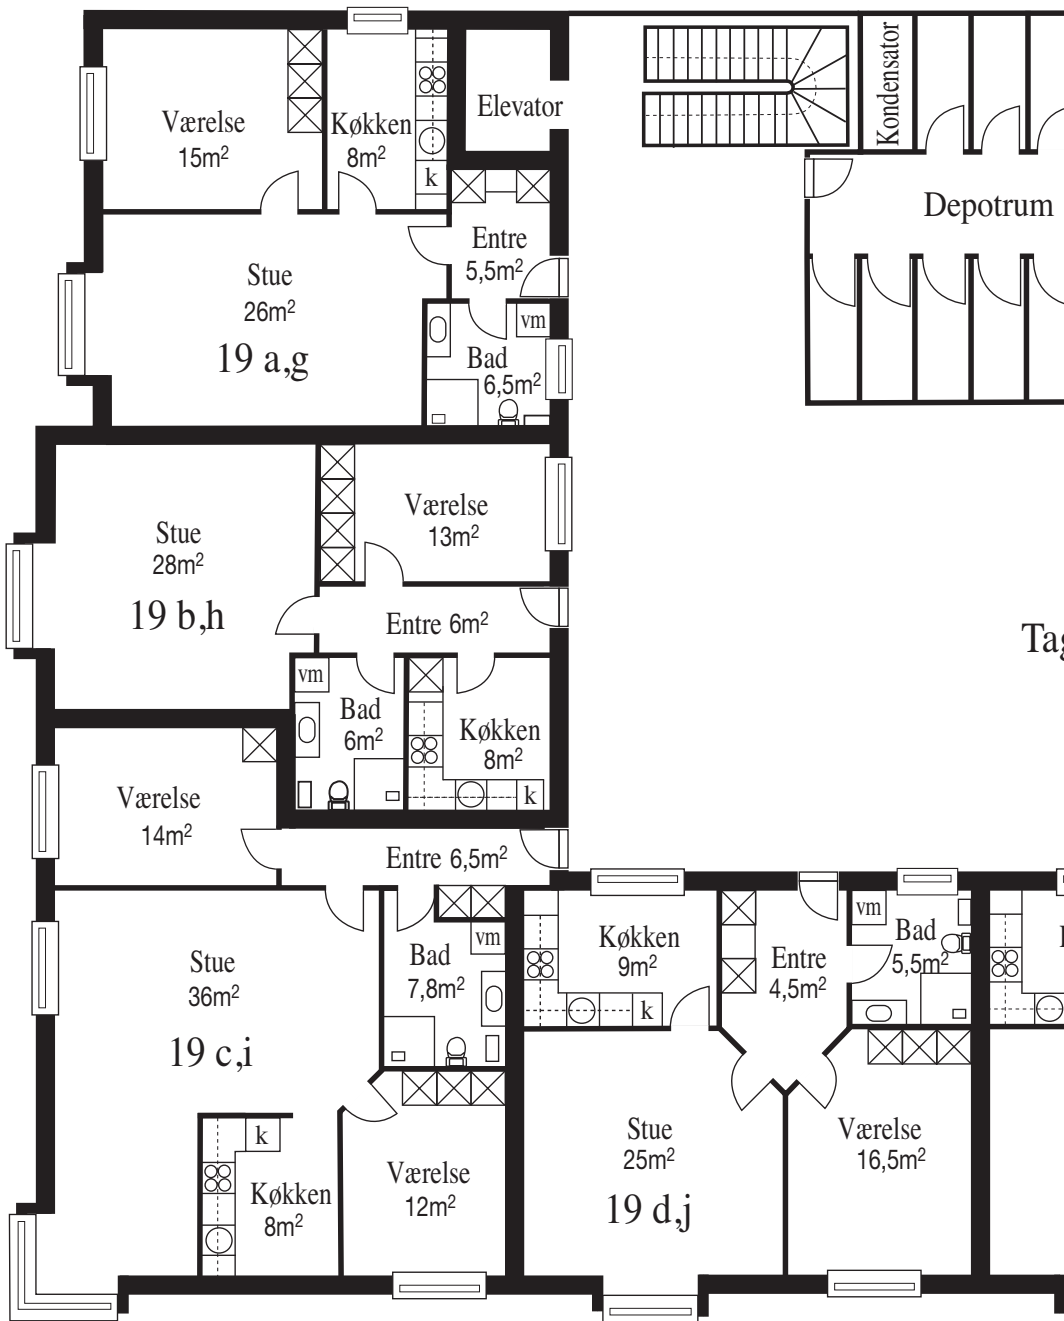 Værelse
15m²
Køkken
8m²
k
Elevator
Kondensator
Depotrum
Entre
5,5m²
Stue
26m²
19 a,g
vm
Bad
6,5m²
Værelse
13m²
Stue
28m²
19 b,h
Entre 6m²
vm
Bad
6m²
Køkken
8m²
k
Værelse
14m²
Entre 6,5m²
Stue
36m²
19 c,i
vm
Bad
7,8m²
k
Køkken
8m²
Værelse
12m²
Køkken
9m²
k
Entre
4,5m²
vm
Bad
5,5m²
Stue
25m²
19 d,j
Værelse
16,5m²